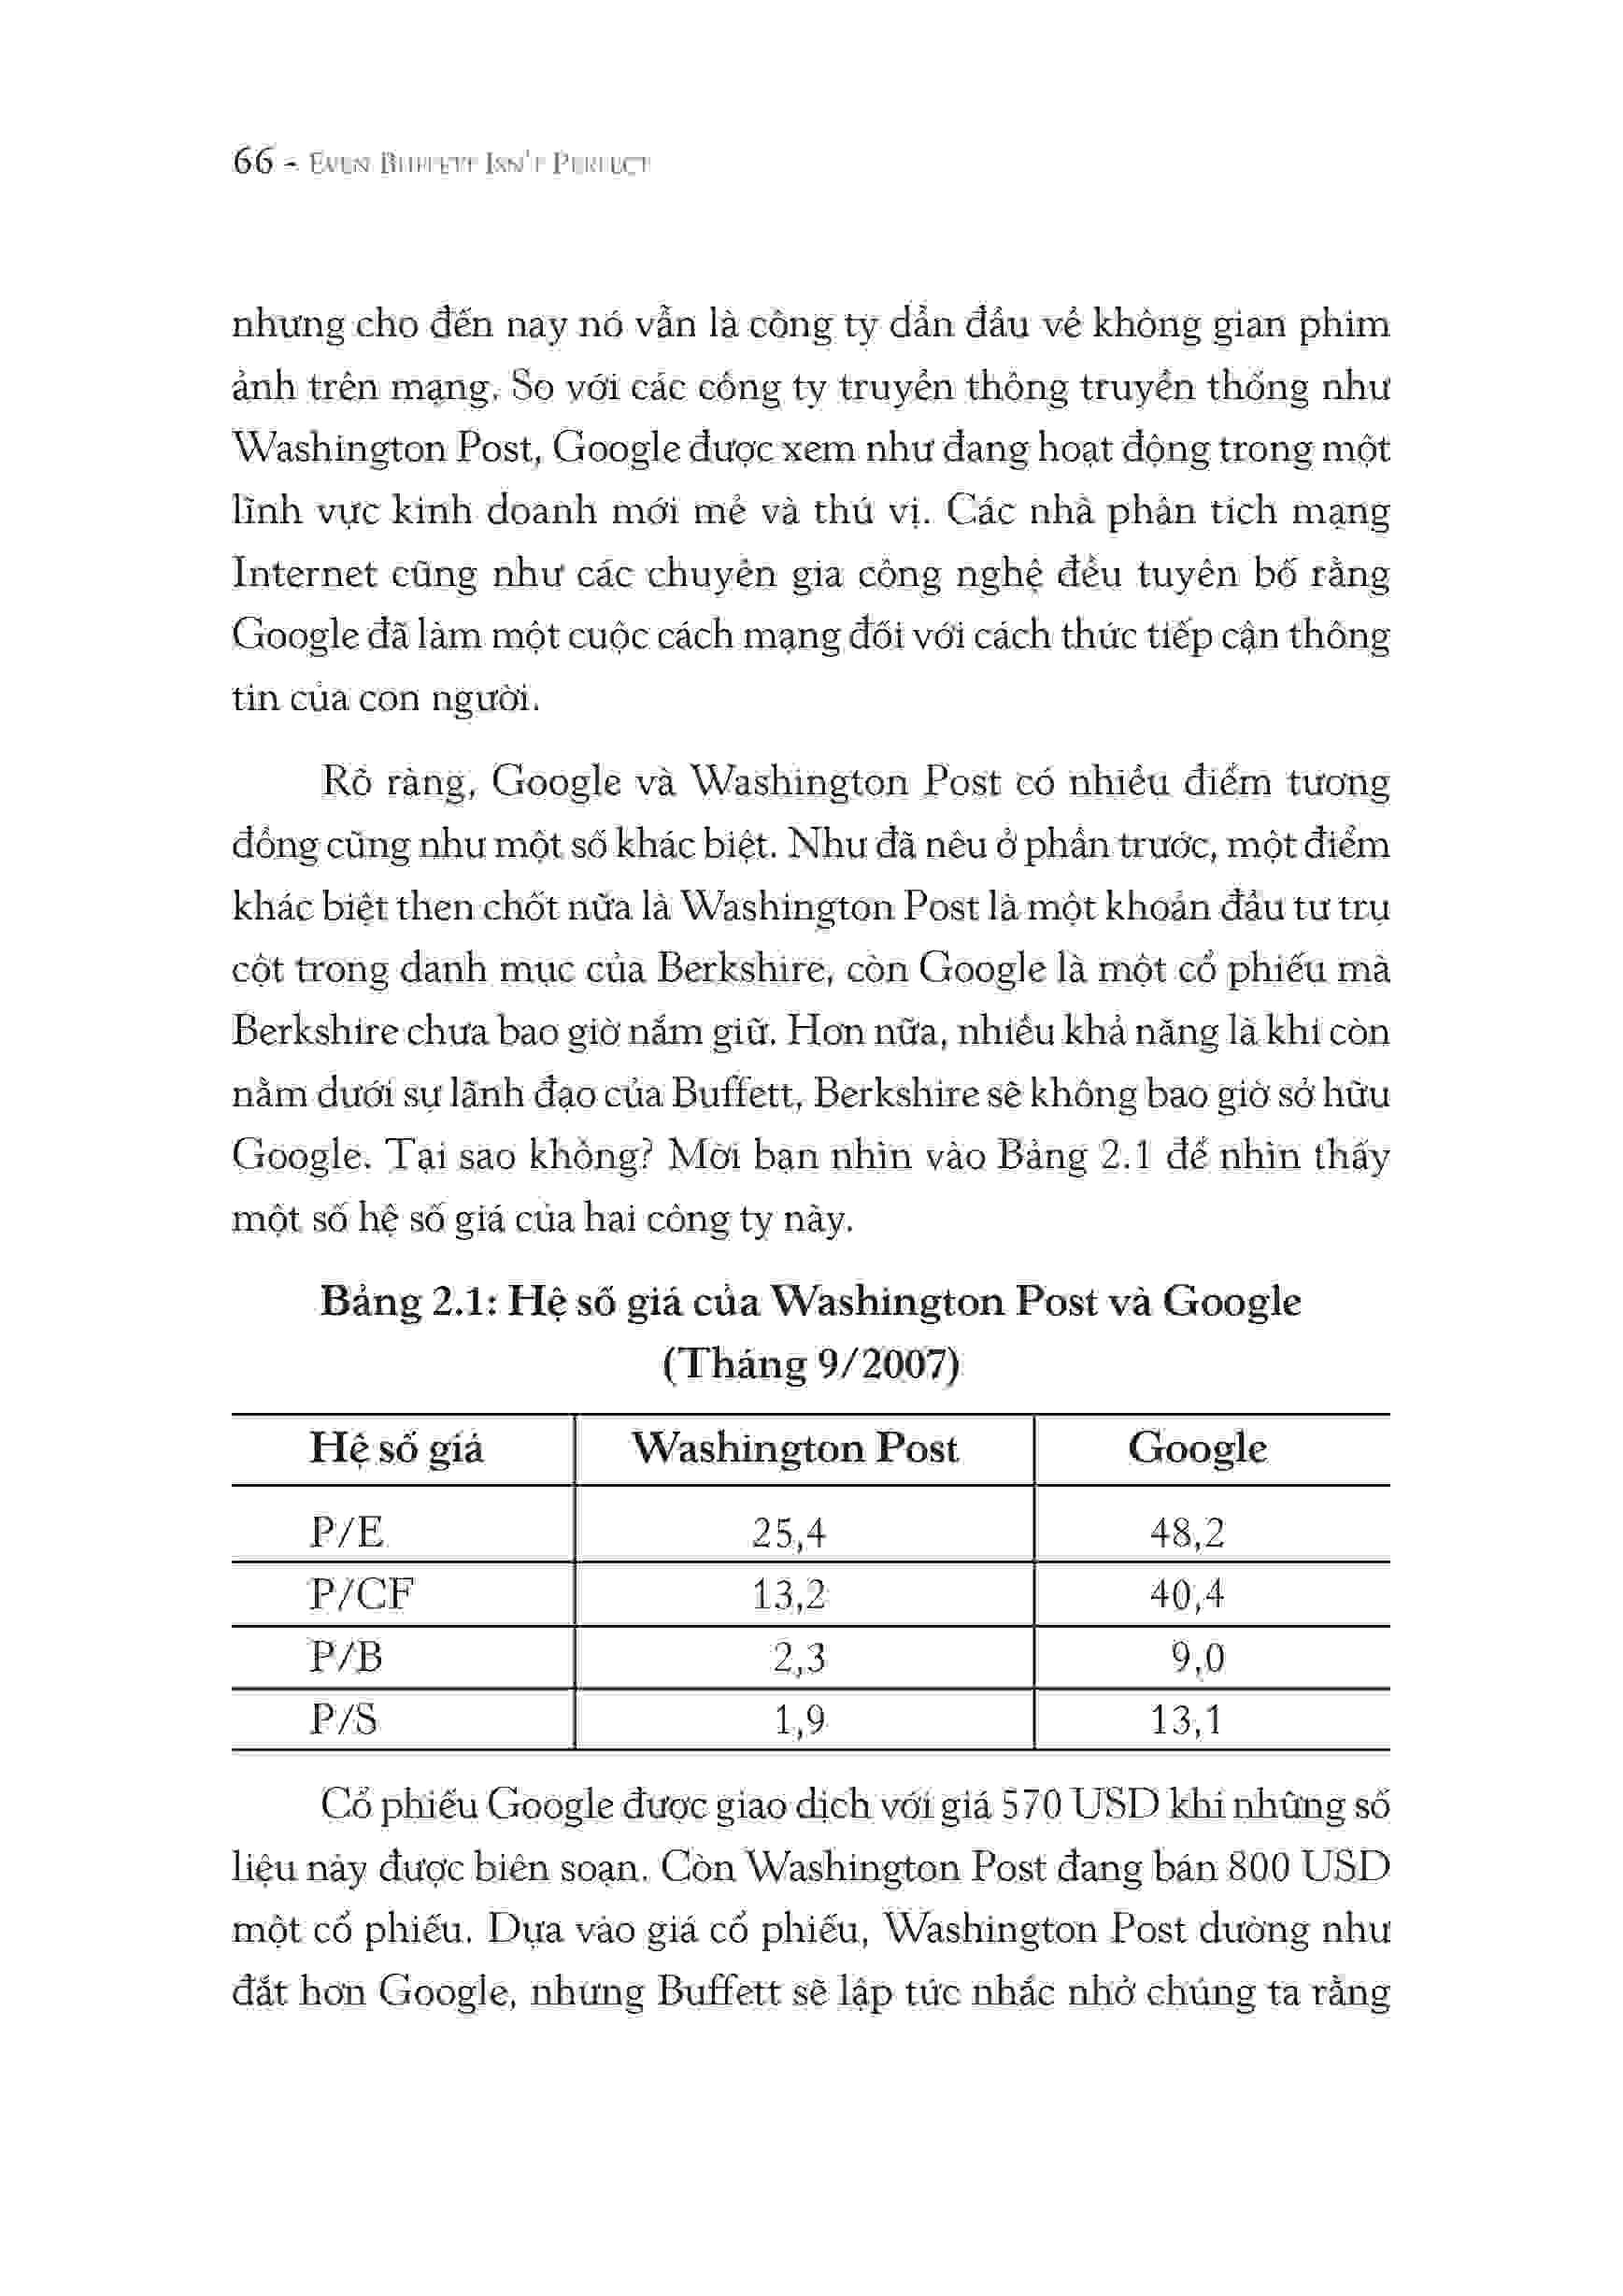 66 - Even Buffett Isn't Perfect
nhưng cho đến nay nó vẫn là công ty dẫn đầu về không gian phim
ảnh trên mạng. So với các công ty truyền thông truyền thống như
Washington Post, Google được xem như đang hoạt động trong một
lĩnh vực kinh doanh mới mẻ và thú vị. Các nhà phân tích mạng
Internet cũng như các chuyên gia công nghệ đều tuyên bố rằng
Google đã làm một cuộc cách mạng đối với cách thức tiếp cận thông
tin của con người.
Rõ ràng, Google và Washington Post có nhiều điểm tương
đồng cũng như một số khác biệt. Như đã nêu ở phần trước, một điểm
khác biệt then chốt nữa là Washington Post là một khoản đầu tư trụ
cột trong danh mục của Berkshire, còn Google là một cổ phiếu mà
Berkshire chưa bao giờ nắm giữ. Hơn nữa, nhiều khả năng là khi còn
nằm dưới sự lãnh đạo của Buffett, Berkshire sẽ không bao giờ sở hữu
Google. Tại sao không? Mời bạn nhìn vào Bảng 2.1 để nhìn thấy
một số hệ số giá của hai công ty này.
Bảng 2.1: Hệ số giá của Washington Post và Google
(Tháng 9/2007)
Hệ số giá Washington Post Google
P/E 25,4 48,2
P/CF 13,2 40,4
P/B 2,3 9,0
P/S 1,9 13,1
Cổ phiếu Google được giao dịch với giá 570 USD khi những số
liệu này được biên soạn. Còn Washington Post đang bán 800 USD
một cổ phiếu. Dựa vào giá cổ phiếu, Washington Post dường như
đắt hơn Google, nhưng Buffett sẽ lập tức nhắc nhở chúng ta rằng